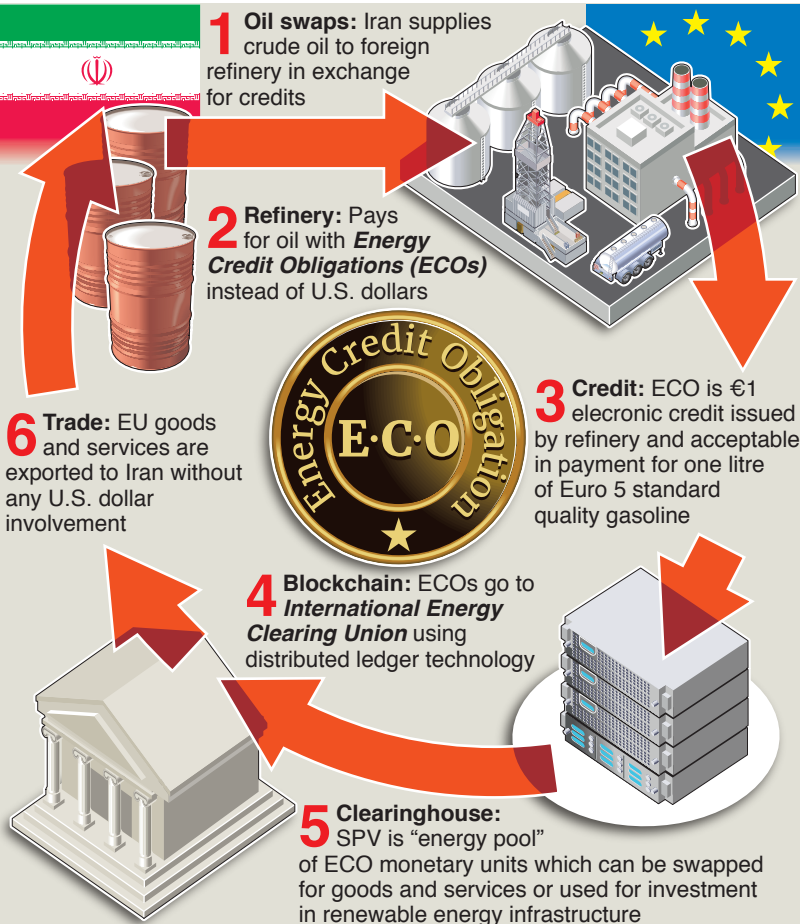 1 Oil swaps: Iran supplies
crude oil to foreign
refinery in exchange
for credits
2 Refinery: Pays
for oil with Energy
Credit Obligations (ECOs)
instead of U.S. dollars
Energy Credit Obligation
E·C·O
3 Credit: ECO is €1
elecronic credit issued
by refinery and acceptable
in payment for one litre
of Euro 5 standard
quality gasoline
4 Blockchain: ECOs go to
International Energy
Clearing Union using
distributed ledger technology
5 Clearinghouse:
SPV is “energy pool”
of ECO monetary units which can be swapped
for goods and services or used for investment
in renewable energy infrastructure
6 Trade: EU goods
and services are
exported to Iran without
any U.S. dollar
involvement